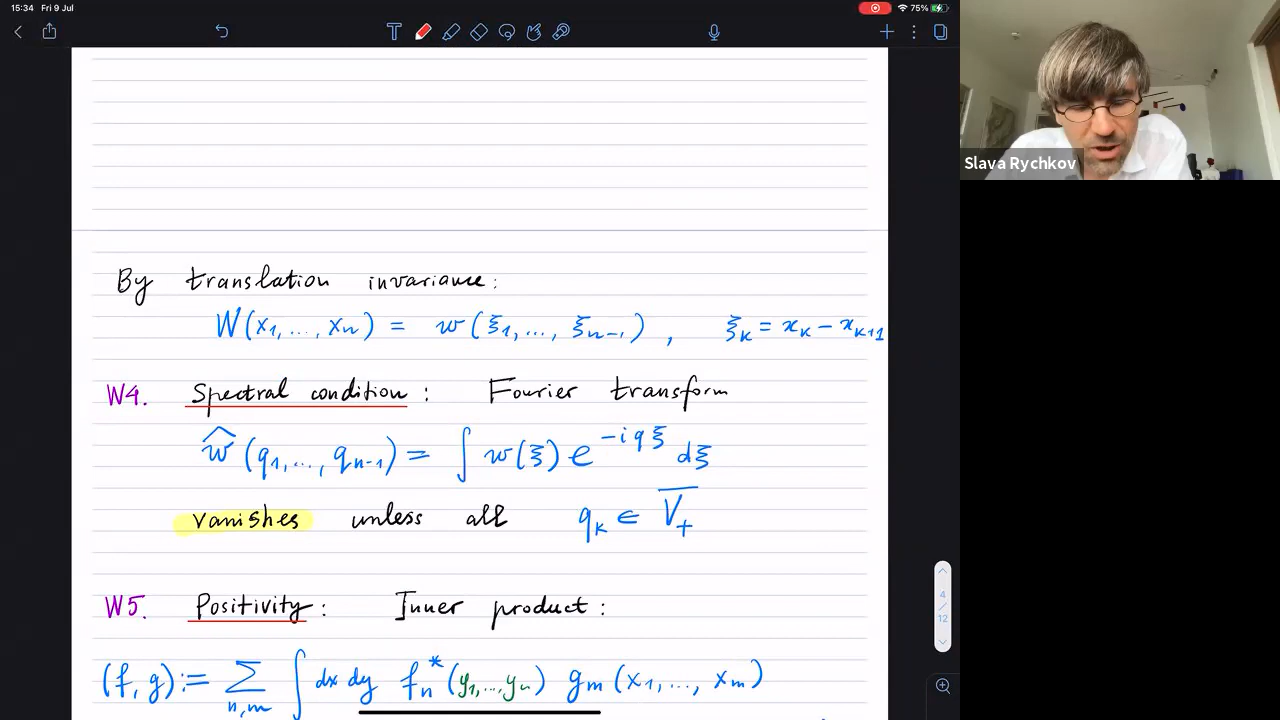 15:34 Fri 9 Jul
75%
Slava Rychkov
By translation invariance:
W(x₁,..., xₙ) = w(ξ₁,..., ξₙ₋₁) , ξₖ = xₖ − xₖ₊₁
W4. Spectral condition: Fourier transform
ŵ(q₁,..., qₙ₋₁) = ∫ w(ξ) e^{-iqξ} dξ
vanishes unless all qₖ ∈ V̅₊
W5. Positivity: Inner product:
(f, g) := ∑_{n,m} ∫ dx dy fₙ*(y₁,..., yₙ) gₘ(x₁,..., xₘ)
4 / 12